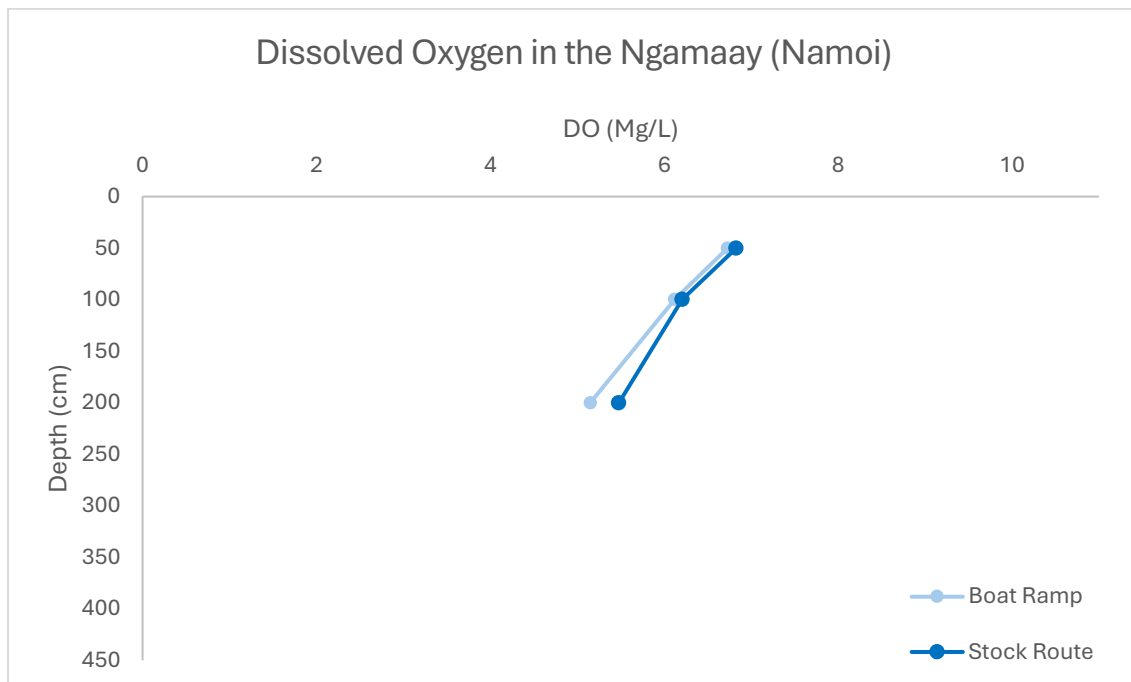 Dissolved Oxygen in the Ngamaay (Namoi)
DO (Mg/L)
0 2 4 6 8 10
0
50
100
150
200
250
300
350
400
450
Depth (cm)
Boat Ramp
Stock Route